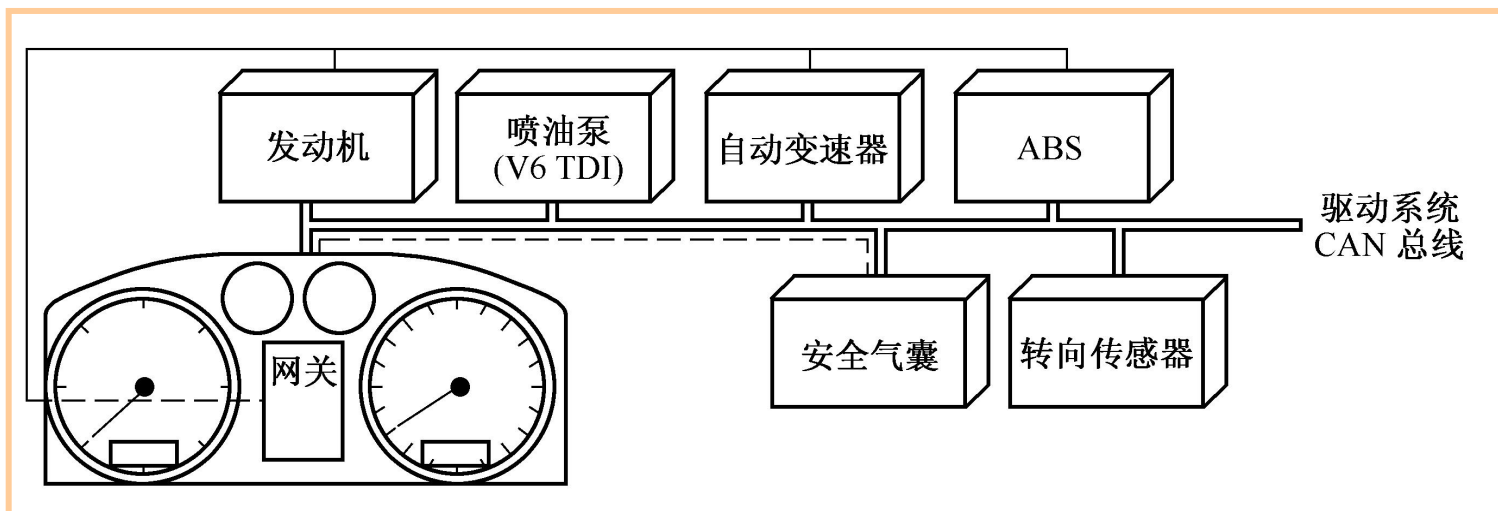 发动机
喷油泵
(V6 TDI)
自动变速器
ABS
驱动系统
CAN 总线
网关
安全气囊
转向传感器